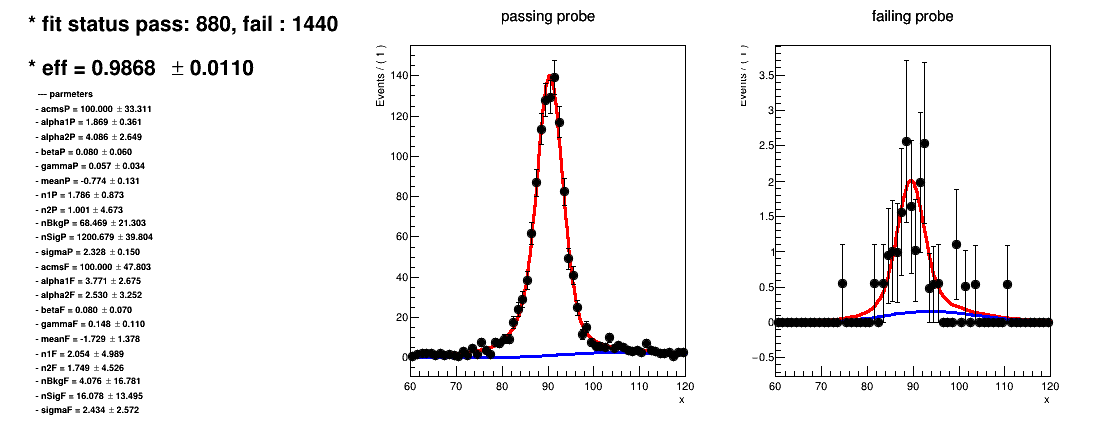 * fit status pass: 880, fail : 1440
* eff = 0.9868 ± 0.0110
--- parmeters
- acmsP = 100.000 ± 33.311
- alpha1P = 1.869 ± 0.361
- alpha2P = 4.086 ± 2.649
- betaP = 0.080 ± 0.060
- gammaP = 0.057 ± 0.034
- meanP = -0.774 ± 0.131
- n1P = 1.786 ± 0.873
- n2P = 1.001 ± 4.673
- nBkgP = 68.469 ± 21.303
- nSigP = 1200.679 ± 39.804
- sigmaP = 2.328 ± 0.150
- acmsF = 100.000 ± 47.803
- alpha1F = 3.771 ± 2.675
- alpha2F = 2.530 ± 3.252
- betaF = 0.080 ± 0.070
- gammaF = 0.148 ± 0.110
- meanF = -1.729 ± 1.378
- n1F = 2.054 ± 4.989
- n2F = 1.749 ± 4.526
- nBkgF = 4.076 ± 16.781
- nSigF = 16.078 ± 13.495
- sigmaF = 2.434 ± 2.572
passing probe
Events / ( 1 )
140
120
100
80
60
40
20
0
60 70 80 90 100 110 120
x
failing probe
Events / ( 1 )
3.5
3
2.5
2
1.5
1
0.5
0
−0.5
60 70 80 90 100 110 120
x